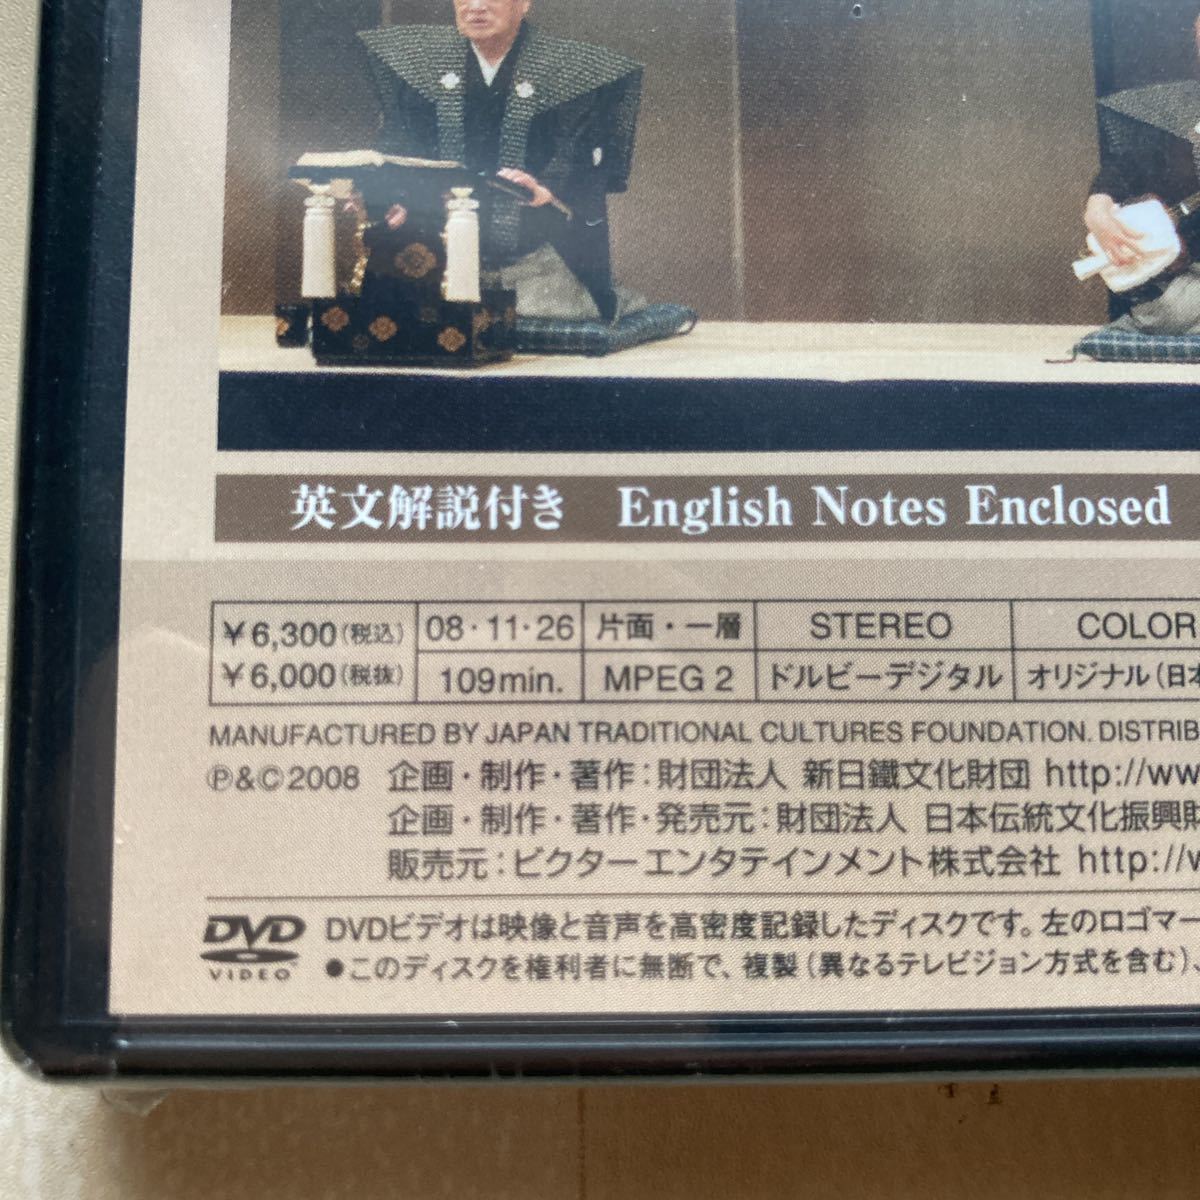 英文解説付き English Notes Enclosed
¥6,300(税込) 08・11・26 片面・一層 STEREO COLOR
¥6,000(税抜) 109min. MPEG 2 ドルビーデジタル オリジナル(日本
MANUFACTURED BY JAPAN TRADITIONAL CULTURES FOUNDATION. DISTRIB
Ⓟ&©2008 企画・制作・著作：財団法人 新日鐵文化財団 http://ww
企画・制作・著作・発売元：財団法人 日本伝統文化振興財
販売元：ビクターエンタテインメント株式会社 http://w
DVD VIDEO DVDビデオは映像と音声を高密度記録したディスクです。左のロゴマー
●このディスクを権利者に無断で、複製(異なるテレビジョン方式を含む)、